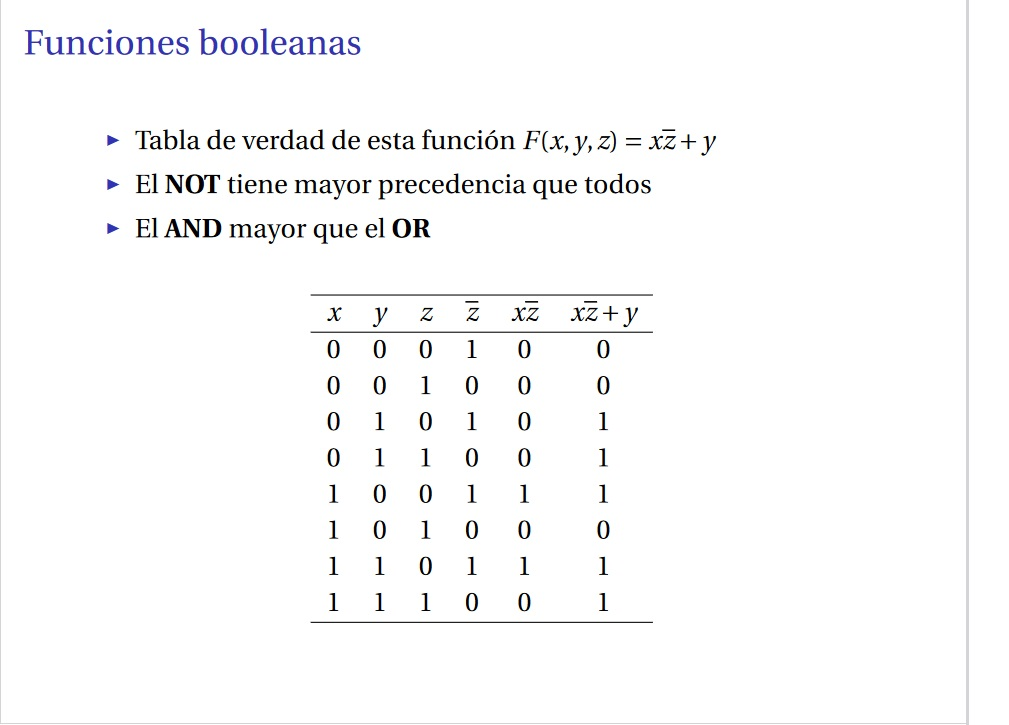 Funciones booleanas
▶ Tabla de verdad de esta función F(x, y, z) = xz̅ + y
▶ El NOT tiene mayor precedencia que todos
▶ El AND mayor que el OR
x y z z̅ xz̅ xz̅ + y
0 0 0 1 0 0
0 0 1 0 0 0
0 1 0 1 0 1
0 1 1 0 0 1
1 0 0 1 1 1
1 0 1 0 0 0
1 1 0 1 1 1
1 1 1 0 0 1